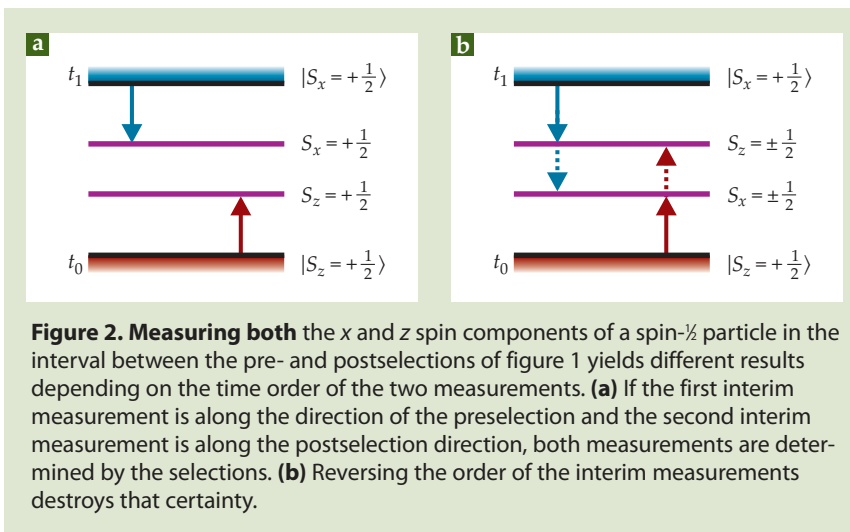 a
t₁ |Sₓ = +½⟩
Sₓ = +½
S_z = +½
t₀ |S_z = +½⟩
b
t₁ |Sₓ = +½⟩
S_z = ±½
Sₓ = ±½
t₀ |S_z = +½⟩
Figure 2. Measuring both the x and z spin components of a spin-½ particle in the
interval between the pre- and postselections of figure 1 yields different results
depending on the time order of the two measurements. (a) If the first interim
measurement is along the direction of the preselection and the second interim
measurement is along the postselection direction, both measurements are deter-
mined by the selections. (b) Reversing the order of the interim measurements
destroys that certainty.